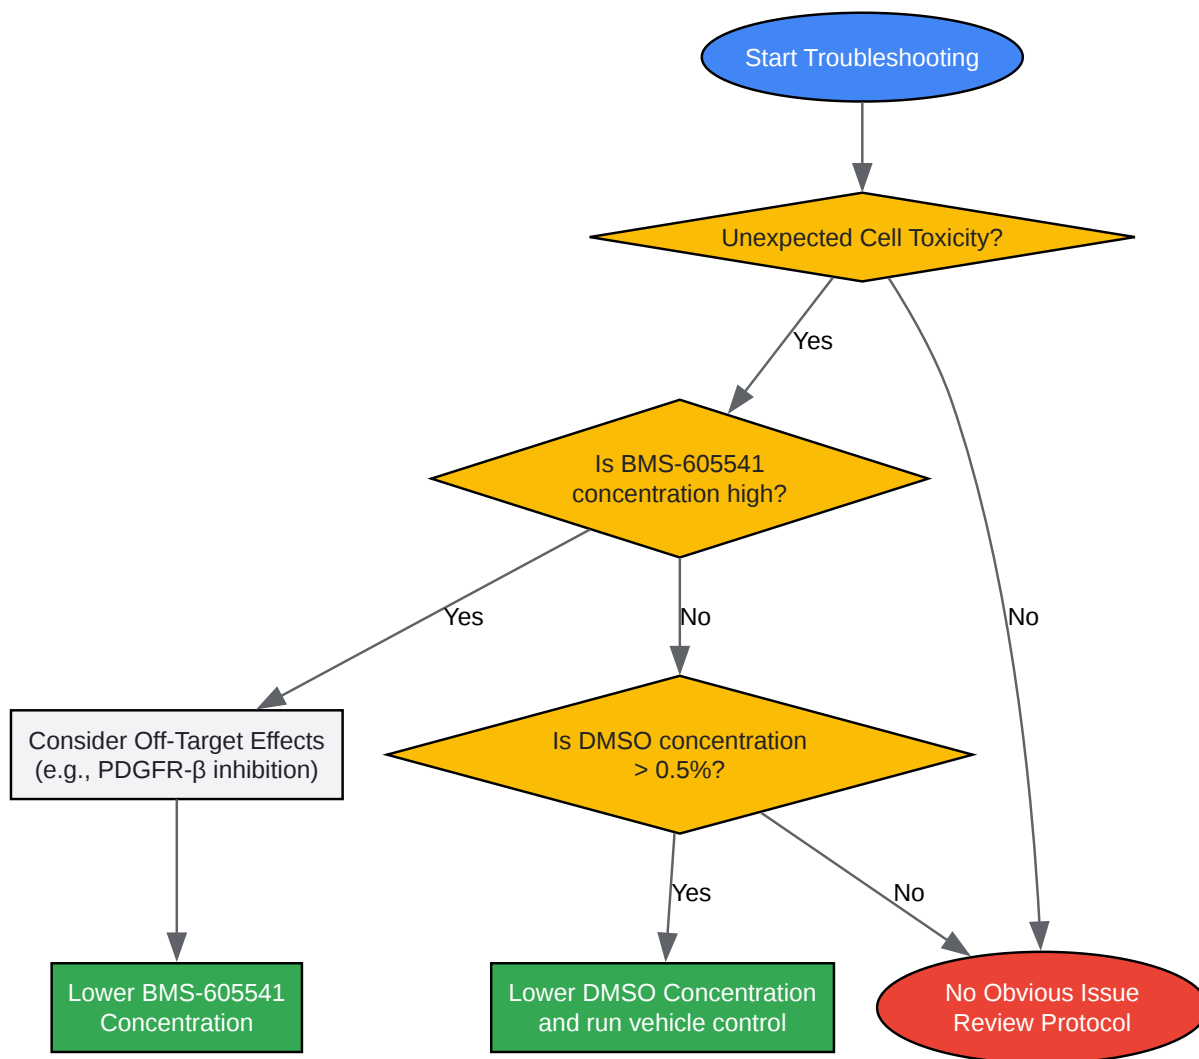 Start Troubleshooting
Unexpected Cell Toxicity?
Yes
Is BMS-605541
concentration high?
Yes
No
No
Consider Off-Target Effects
(e.g., PDGFR-β inhibition)
Is DMSO concentration
> 0.5%?
Yes
No
Lower BMS-605541
Concentration
Lower DMSO Concentration
and run vehicle control
No Obvious Issue
Review Protocol